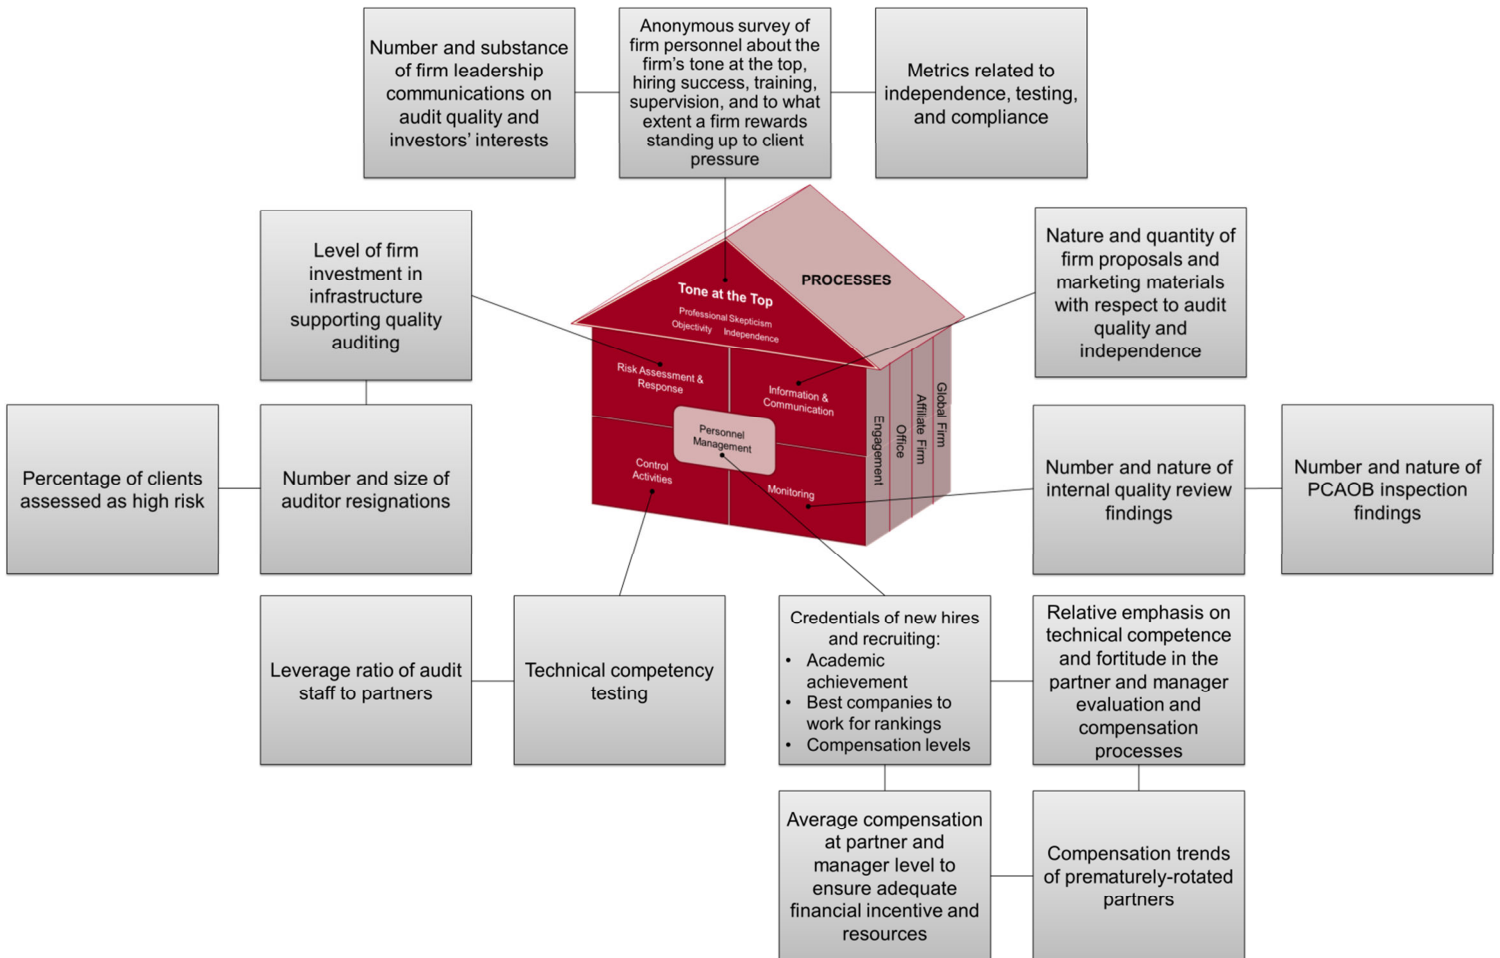 Number and substance
of firm leadership
communications on
audit quality and
investors’ interests
Anonymous survey of
firm personnel about the
firm’s tone at the top,
hiring success, training,
supervision, and to what
extent a firm rewards
standing up to client
pressure
Metrics related to
independence, testing,
and compliance
Level of firm
investment in
infrastructure
supporting quality
auditing
PROCESSES
Tone at the Top
Professional Skepticism
Objectivity Independence
Nature and quantity of
firm proposals and
marketing materials
with respect to audit
quality and
independence
Risk Assessment &
Response
Information &
Communication
Personnel
Management
Control
Activities
Monitoring
Engagement
Office
Affiliate Firm
Global Firm
Percentage of clients
assessed as high risk
Number and size of
auditor resignations
Number and nature of
internal quality review
findings
Number and nature of
PCAOB inspection
findings
Leverage ratio of audit
staff to partners
Technical competency
testing
Credentials of new hires
and recruiting:
• Academic
achievement
• Best companies to
work for rankings
• Compensation levels
Relative emphasis on
technical competence
and fortitude in the
partner and manager
evaluation and
compensation
processes
Average compensation
at partner and
manager level to
ensure adequate
financial incentive and
resources
Compensation trends
of prematurely-rotated
partners